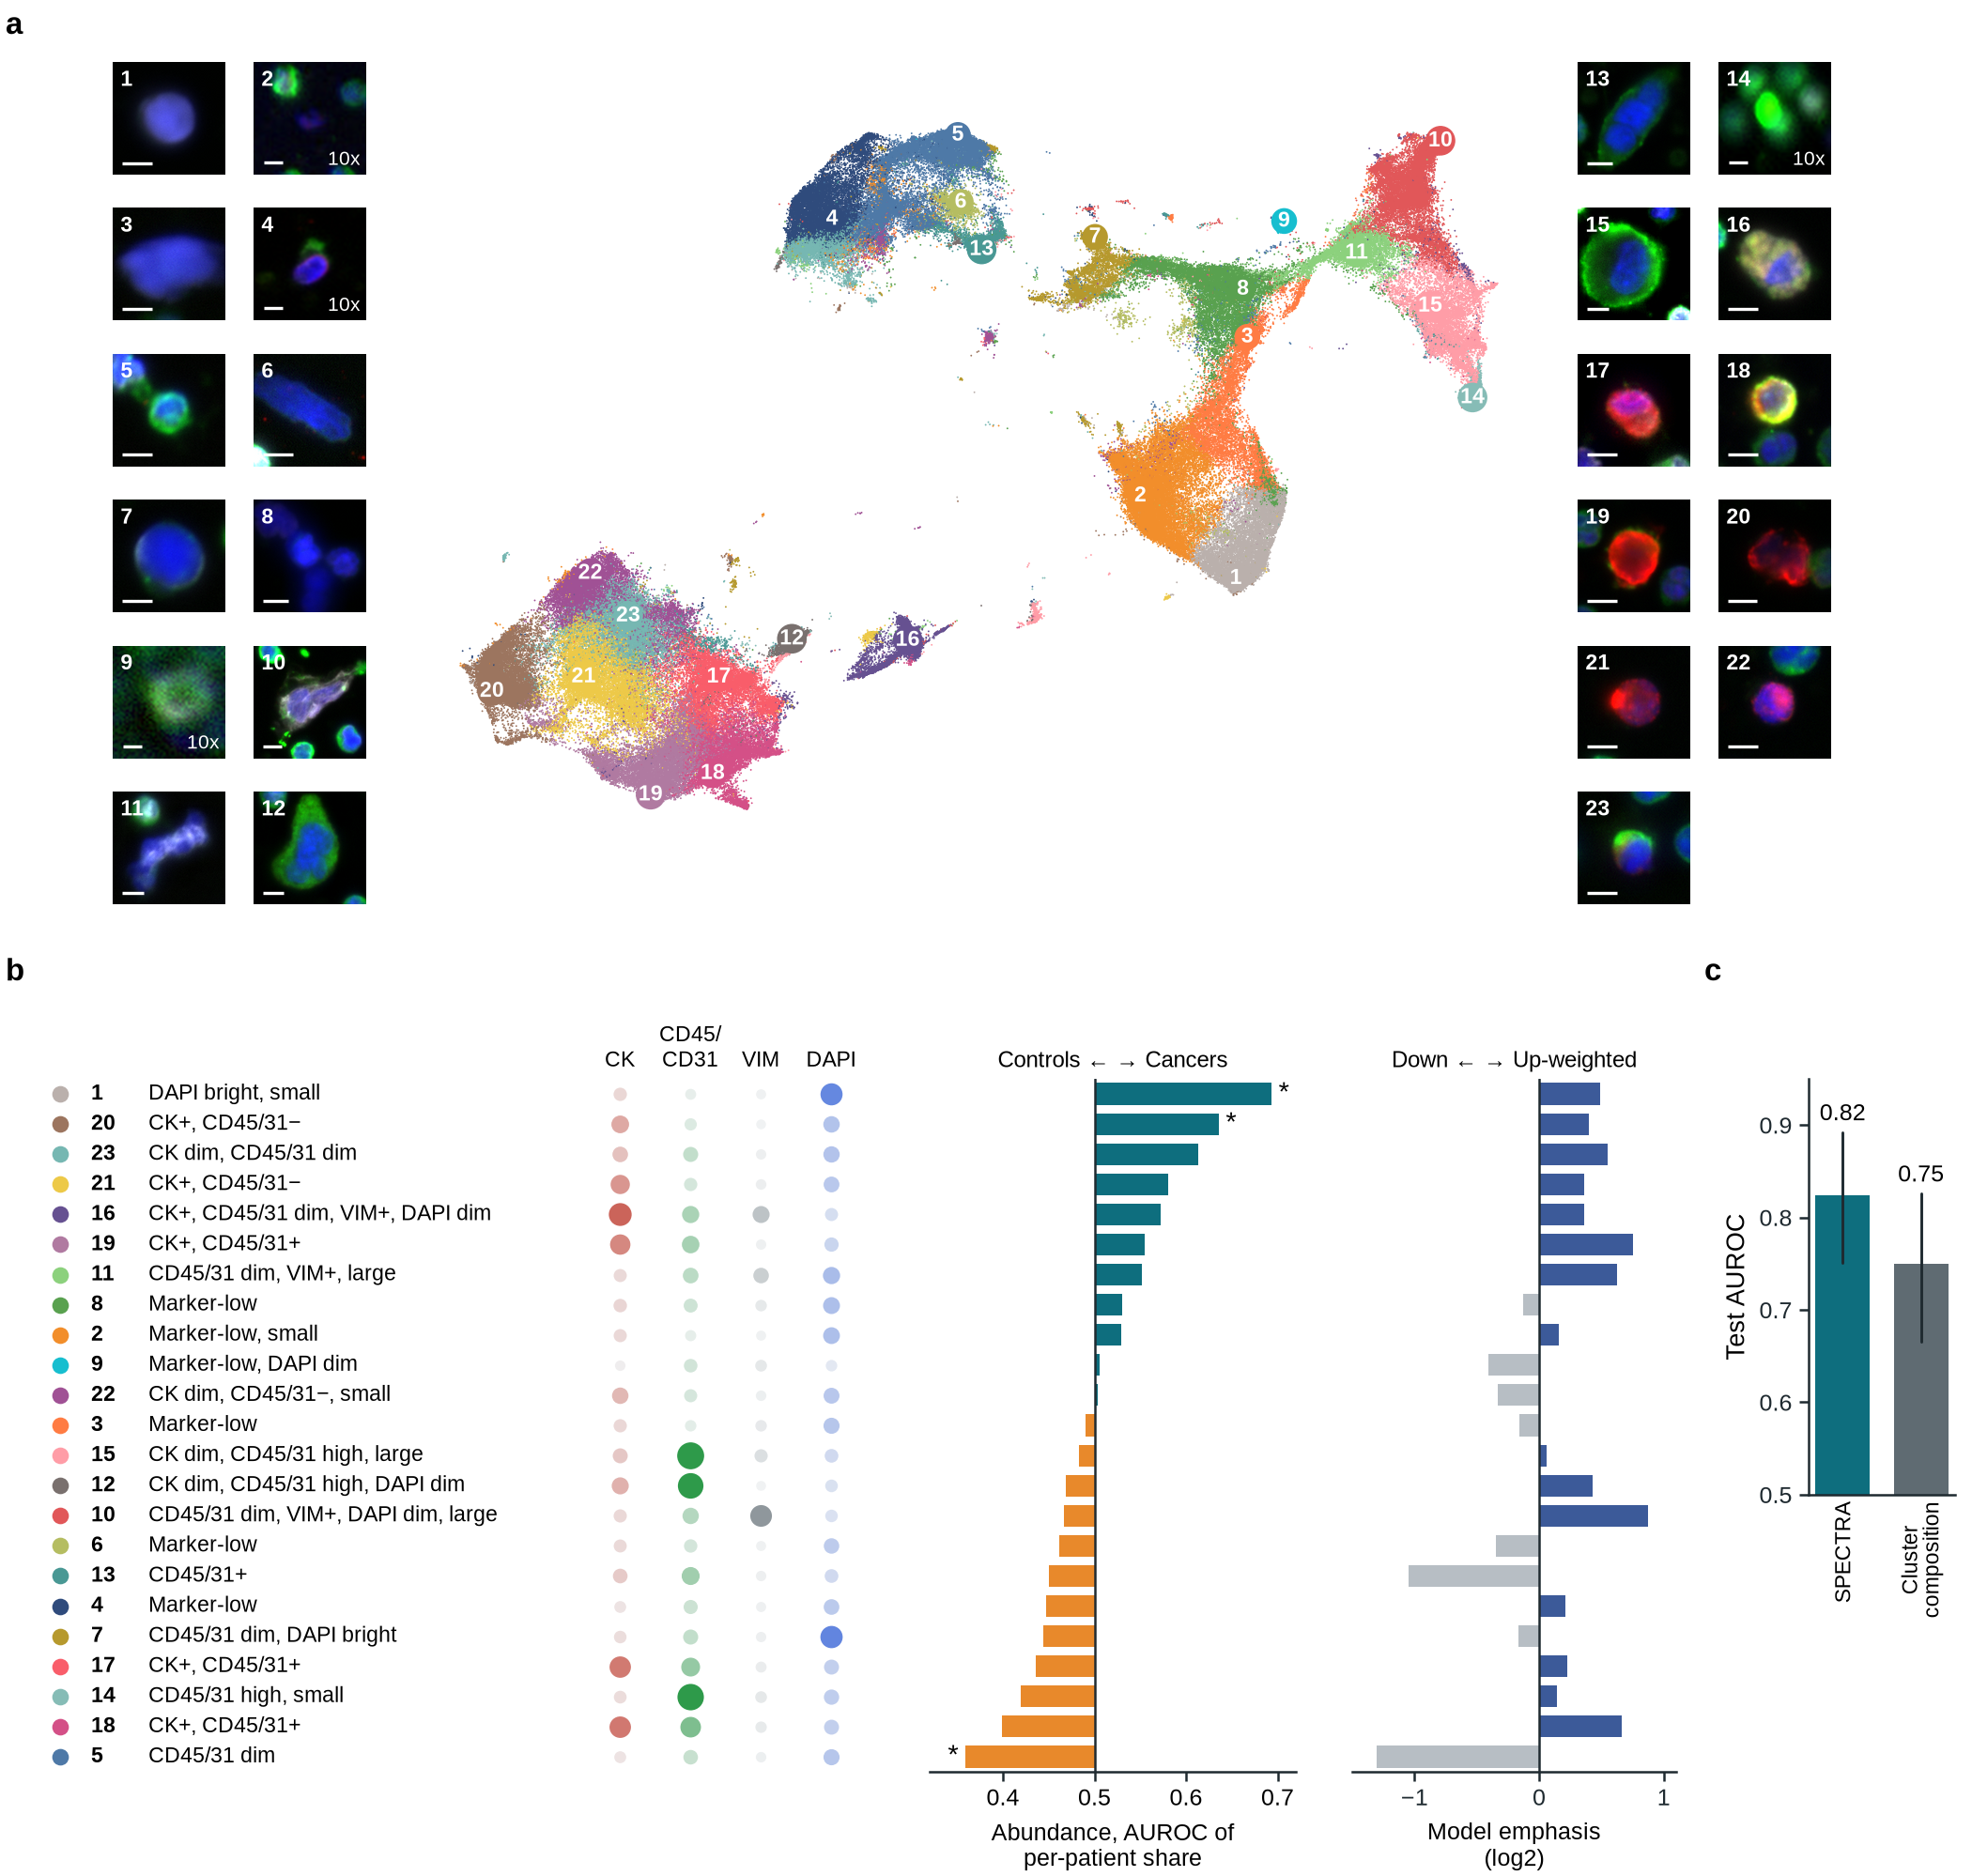 a
1
2
10x
3
4
10x
5
6
7
8
9
10x
10
11
12
5
4
6
13
7
9
10
11
8
15
3
14
2
1
22
23
12
16
20
21
17
18
19
13
14
10x
15
16
17
18
19
20
21
22
23
b
c
CK
CD45/
CD31
VIM
DAPI
Controls ← → Cancers
Down ← → Up-weighted
1 DAPI bright, small *
20 CK+, CD45/31− *
23 CK dim, CD45/31 dim
21 CK+, CD45/31−
16 CK+, CD45/31 dim, VIM+, DAPI dim
19 CK+, CD45/31+
11 CD45/31 dim, VIM+, large
8 Marker-low
2 Marker-low, small
9 Marker-low, DAPI dim
22 CK dim, CD45/31−, small
3 Marker-low
15 CK dim, CD45/31 high, large
12 CK dim, CD45/31 high, DAPI dim
10 CD45/31 dim, VIM+, DAPI dim, large
6 Marker-low
13 CD45/31+
4 Marker-low
7 CD45/31 dim, DAPI bright
17 CK+, CD45/31+
14 CD45/31 high, small
18 CK+, CD45/31+
5 CD45/31 dim *
0.4 0.5 0.6 0.7
Abundance, AUROC of
per-patient share
−1 0 1
Model emphasis
(log2)
Test AUROC
0.9
0.8
0.7
0.6
0.5
0.82
0.75
SPECTRA
Cluster
composition